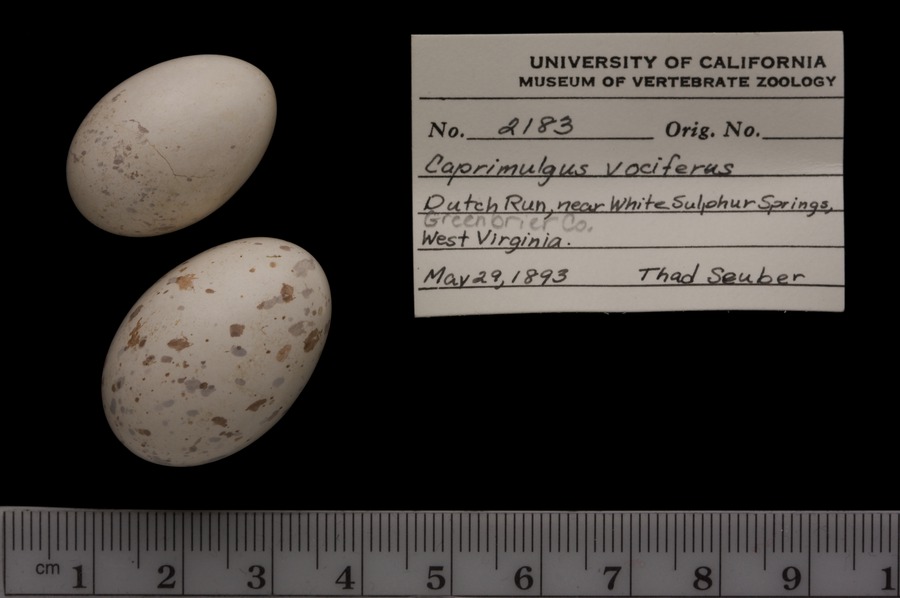 UNIVERSITY OF CALIFORNIA
MUSEUM OF VERTEBRATE ZOOLOGY
No. 2183 Orig. No.
Caprimulgus vociferus
Dutch Run, near White Sulphur Springs,
Greenbrier Co.
West Virginia.
May 29, 1893 Thad Seuber
cm 1 2 3 4 5 6 7 8 9 1